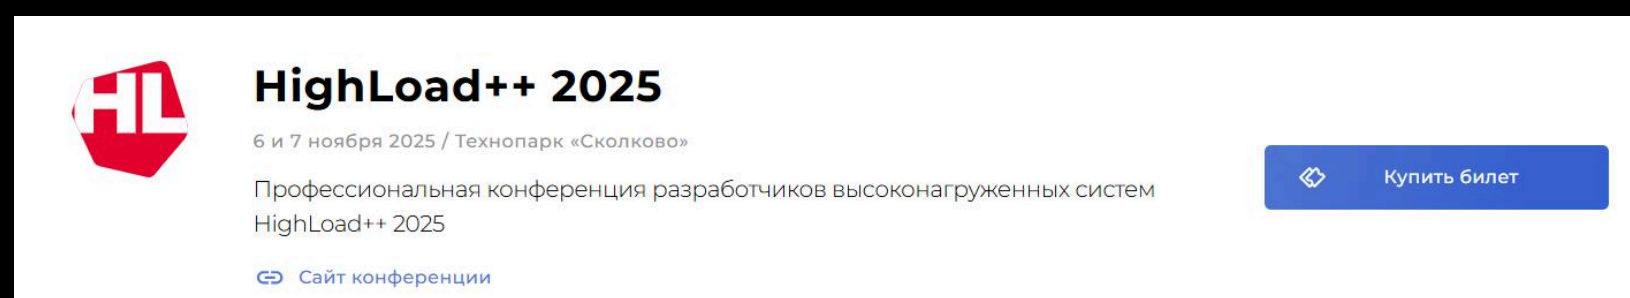 HL
HighLoad++ 2025
6 и 7 ноября 2025 / Технопарк «Сколково»
Профессиональная конференция разработчиков высоконагруженных систем
HighLoad++ 2025
Купить билет
Сайт конференции